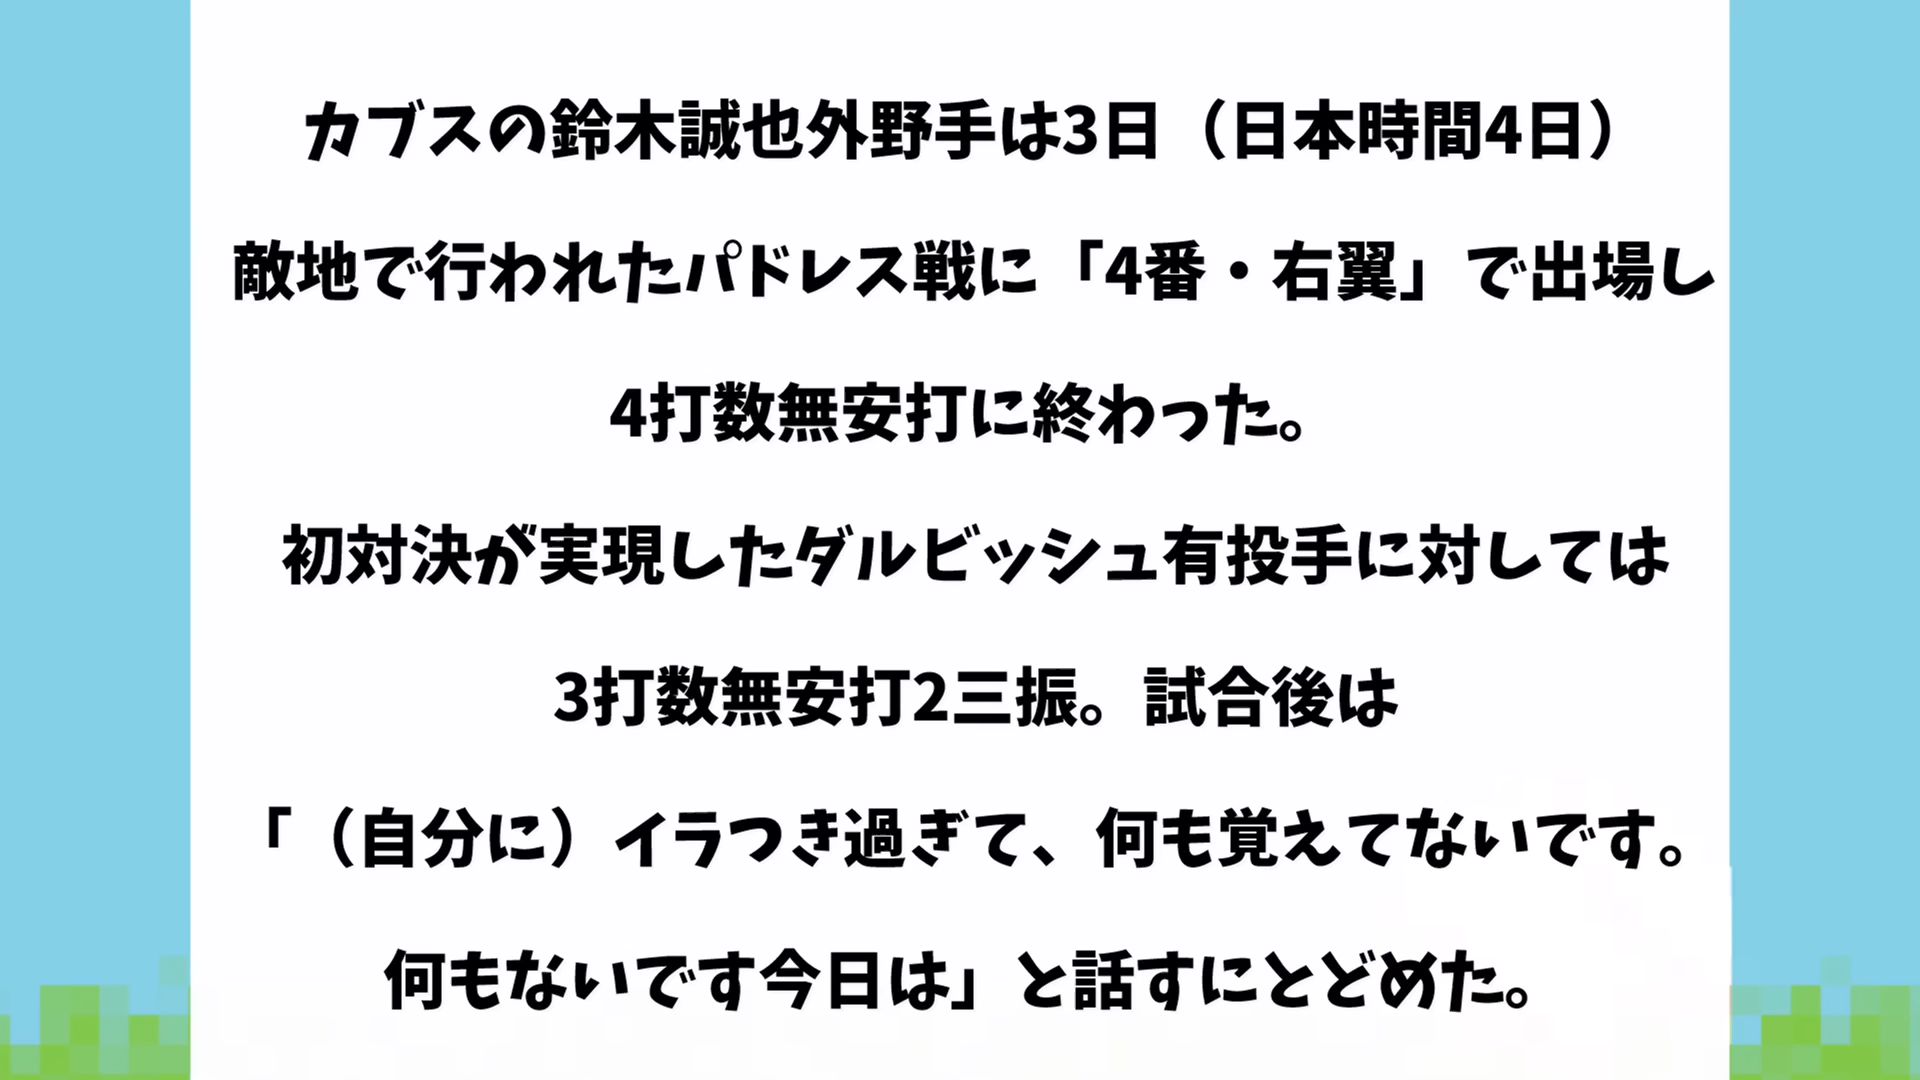 カブスの鈴木誠也外野手は3日（日本時間4日）
敵地で行われたパドレス戦に「4番・右翼」で出場し
4打数無安打に終わった。
初対決が実現したダルビッシュ有投手に対しては
3打数無安打2三振。試合後は
「（自分に）イラつき過ぎて、何も覚えてないです。
何もないです今日は」と話すにとどめた。